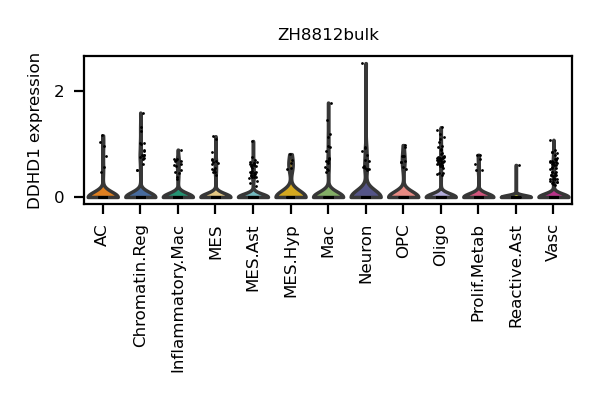 ZH8812bulk
DDHD1 expression
2
0
AC
Chromatin.Reg
Inflammatory.Mac
MES
MES.Ast
MES.Hyp
Mac
Neuron
OPC
Oligo
Prolif.Metab
Reactive.Ast
Vasc